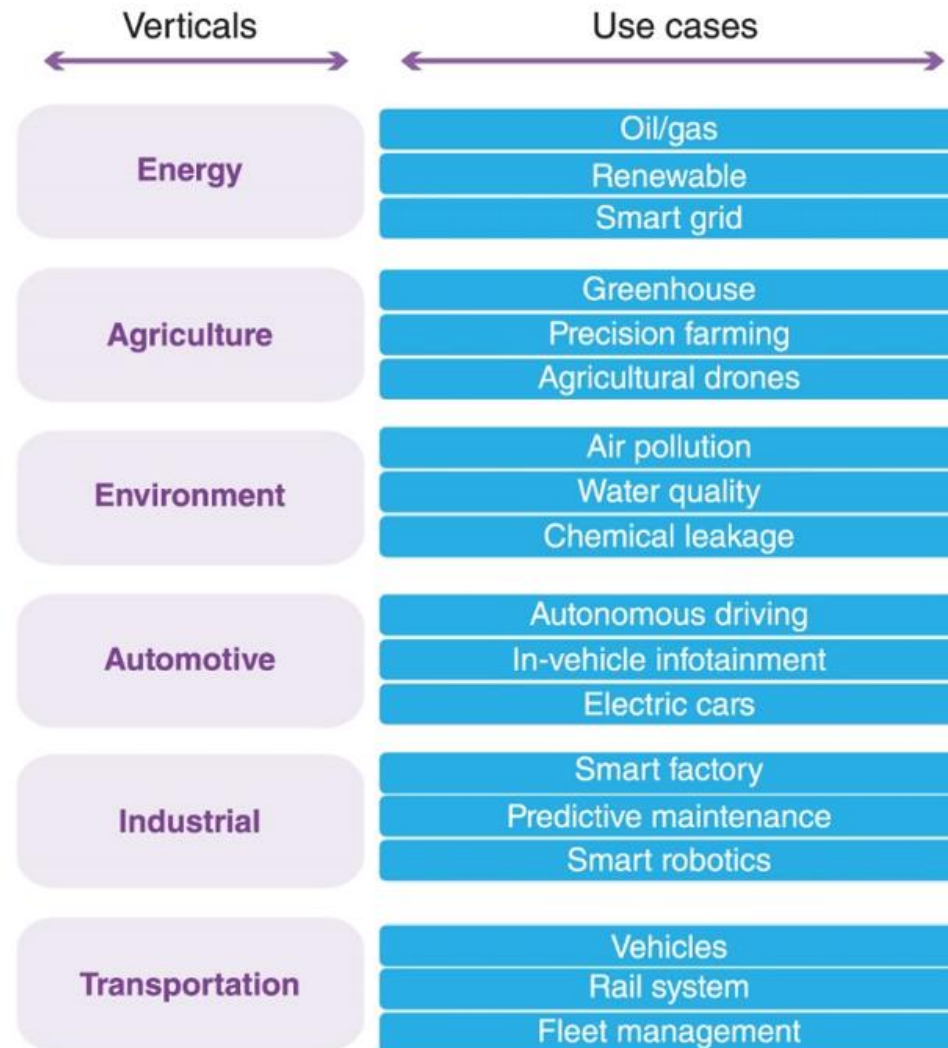 Verticals
Use cases
Energy
Oil/gas
Renewable
Smart grid
Agriculture
Greenhouse
Precision farming
Agricultural drones
Environment
Air pollution
Water quality
Chemical leakage
Automotive
Autonomous driving
In-vehicle infotainment
Electric cars
Industrial
Smart factory
Predictive maintenance
Smart robotics
Transportation
Vehicles
Rail system
Fleet management